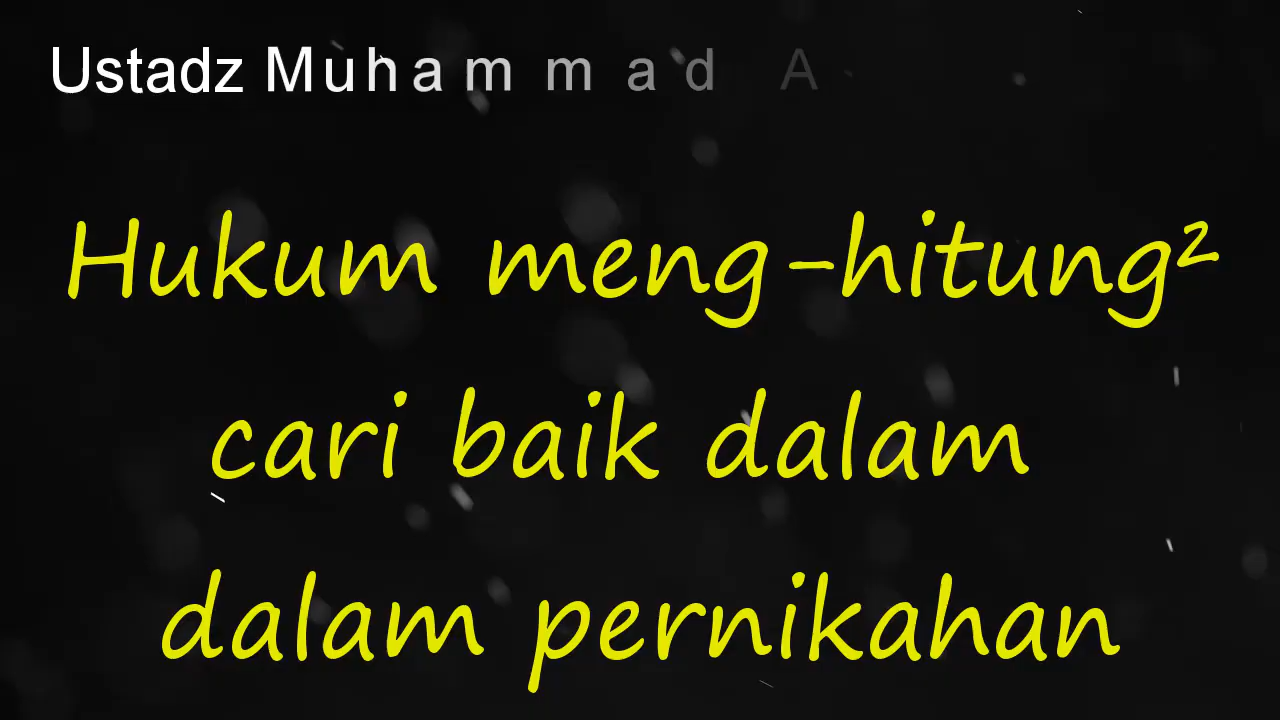 Ustadz Muhammad A
Hukum meng-hitung²
cari baik dalam
dalam pernikahan